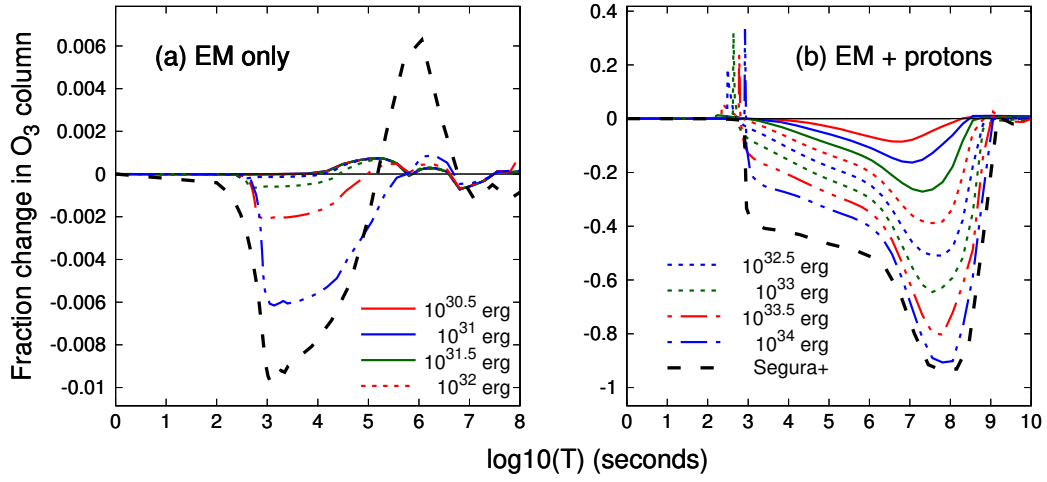 Fraction change in O3 column
(a) EM only
0.006
0.004
0.002
0
-0.002
-0.004
-0.006
-0.008
-0.01
10^30.5 erg
10^31 erg
10^31.5 erg
10^32 erg
0 1 2 3 4 5 6 7 8
(b) EM + protons
0.4
0.2
0
-0.2
-0.4
-0.6
-0.8
-1
10^32.5 erg
10^33 erg
10^33.5 erg
10^34 erg
Segura+
0 1 2 3 4 5 6 7 8 9 10
log10(T) (seconds)